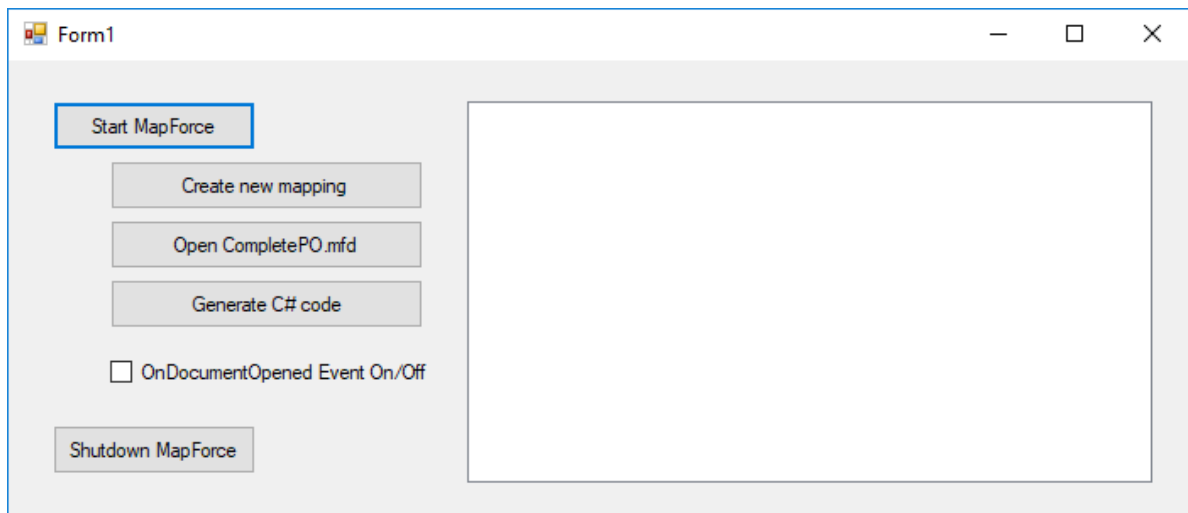 Form1
Start MapForce
Create new mapping
Open CompletePO.mfd
Generate C# code
OnDocumentOpened Event On/Off
Shutdown MapForce